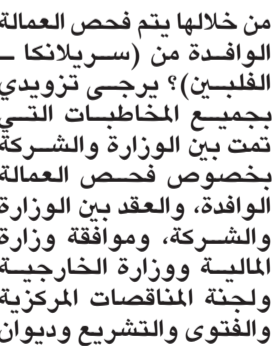 من خلالها يتم فحص العمالة
الوافدة من (سريلانكا -
الفلبين)؟ يرجى تزويدي
بجميع المخاطبات التي
تمت بين الوزارة والشركة
بخصوص فحص العمالة
الوافدة، والعقد بين الوزارة
والشركة، وموافقة وزارة
المالية ووزارة الخارجية
ولجنة المناقصات المركزية
والفتوى والتشريع وديوان